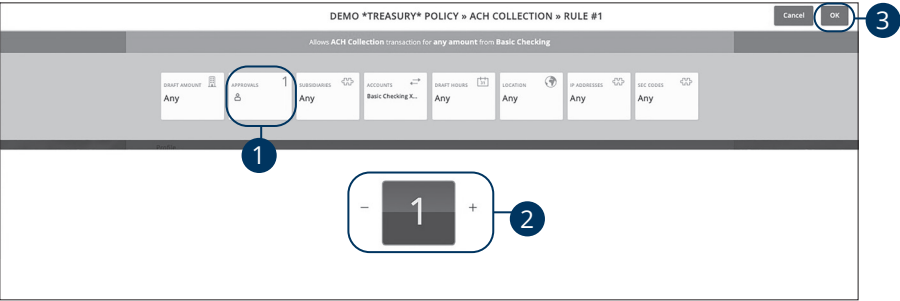 DEMO *TREASURY* POLICY » ACH COLLECTION » RULE #1
Cancel
OK
3
Allows ACH Collection transaction for any amount from Basic Checking
DRAFT AMOUNT
Any
APPROVALS
1
SUBSIDIARIES
Any
ACCOUNTS
Basic Checking X...
DRAFT HOURS
31
Any
LOCATION
Any
IP ADDRESSES
Any
SEC CODES
Any
Profile
1
−
1
+
2